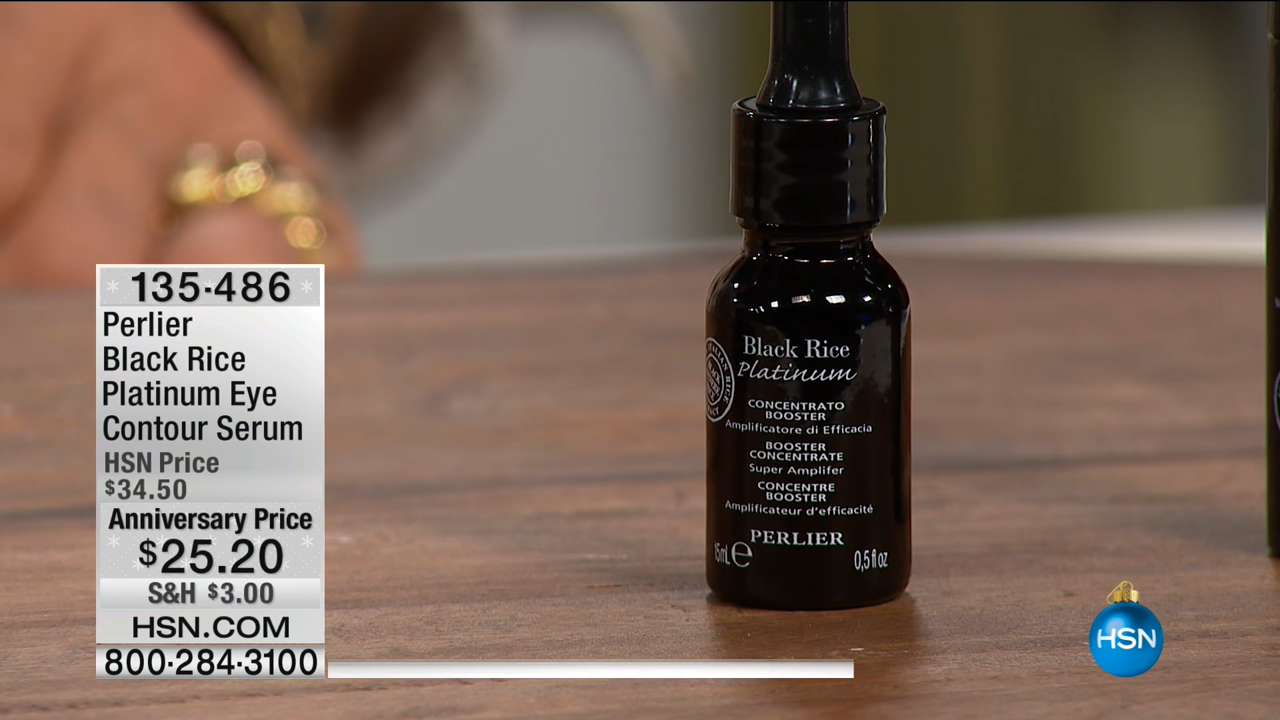 135-486
Perlier
Black Rice
Platinum Eye
Contour Serum
HSN Price
$34.50
Anniversary Price
$25.20
S&H $3.00
HSN.COM
800-284-3100
Black Rice
Platinum
CONCENTRATO
BOOSTER
Amplificatore di Efficacia
BOOSTER
CONCENTRATE
Super Amplifer
CONCENTRE
BOOSTER
Amplificateur d'efficacité
PERLIER
15mL e 0,5 fl oz
HSN